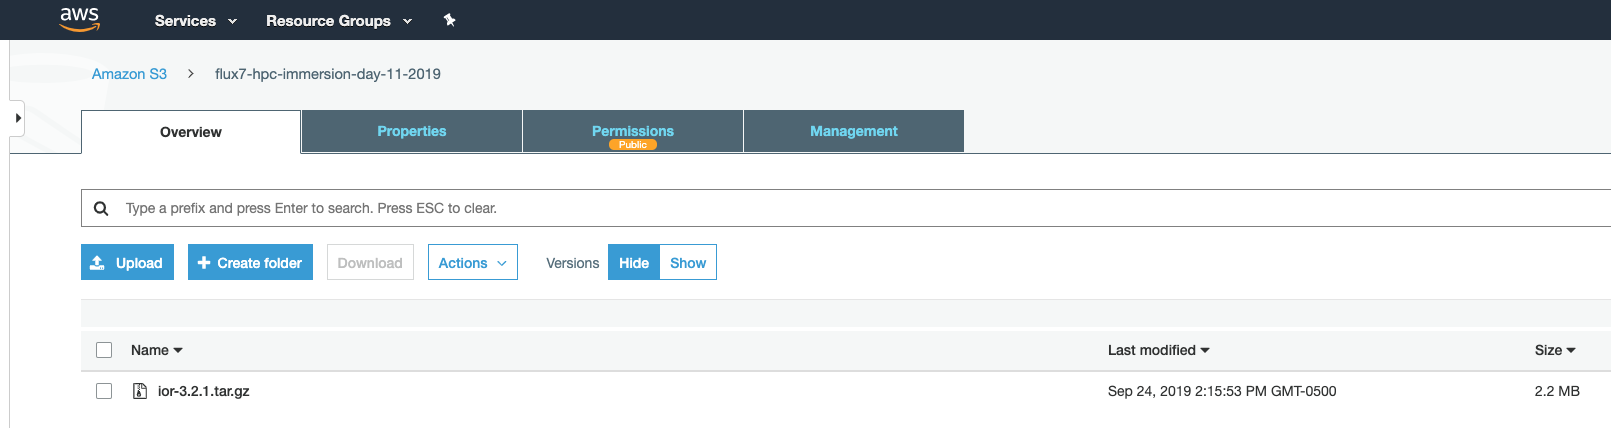 aws Services Resource Groups
Amazon S3 > flux7-hpc-immersion-day-11-2019
Overview Properties Permissions Management
Public
Type a prefix and press Enter to search. Press ESC to clear.
Upload + Create folder Download Actions Versions Hide Show
Name Last modified Size
ior-3.2.1.tar.gz Sep 24, 2019 2:15:53 PM GMT-0500 2.2 MB